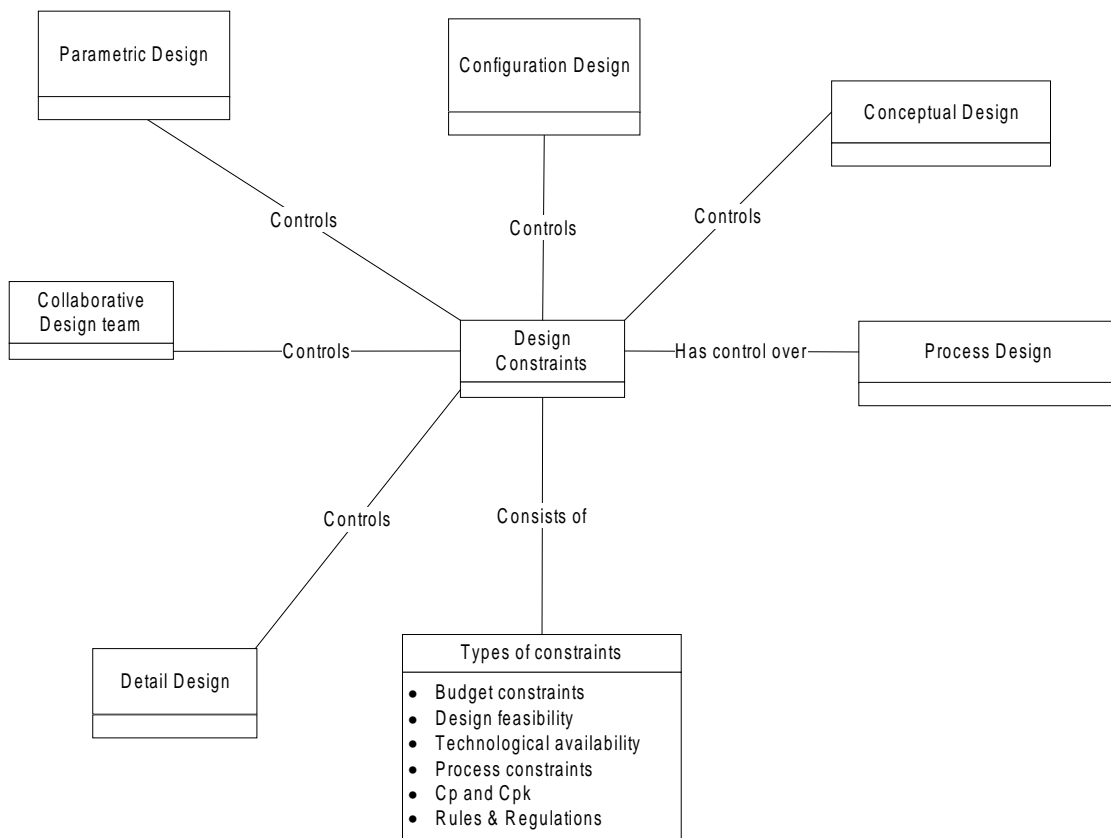 Parametric Design
Configuration Design
Conceptual Design
Controls
Controls
Controls
Collaborative
Design team
Controls
Design
Constraints
Has control over
Process Design
Controls
Consists of
Detail Design
Types of constraints
• Budget constraints
• Design feasibility
• Technological availability
• Process constraints
• Cp and Cpk
• Rules & Regulations